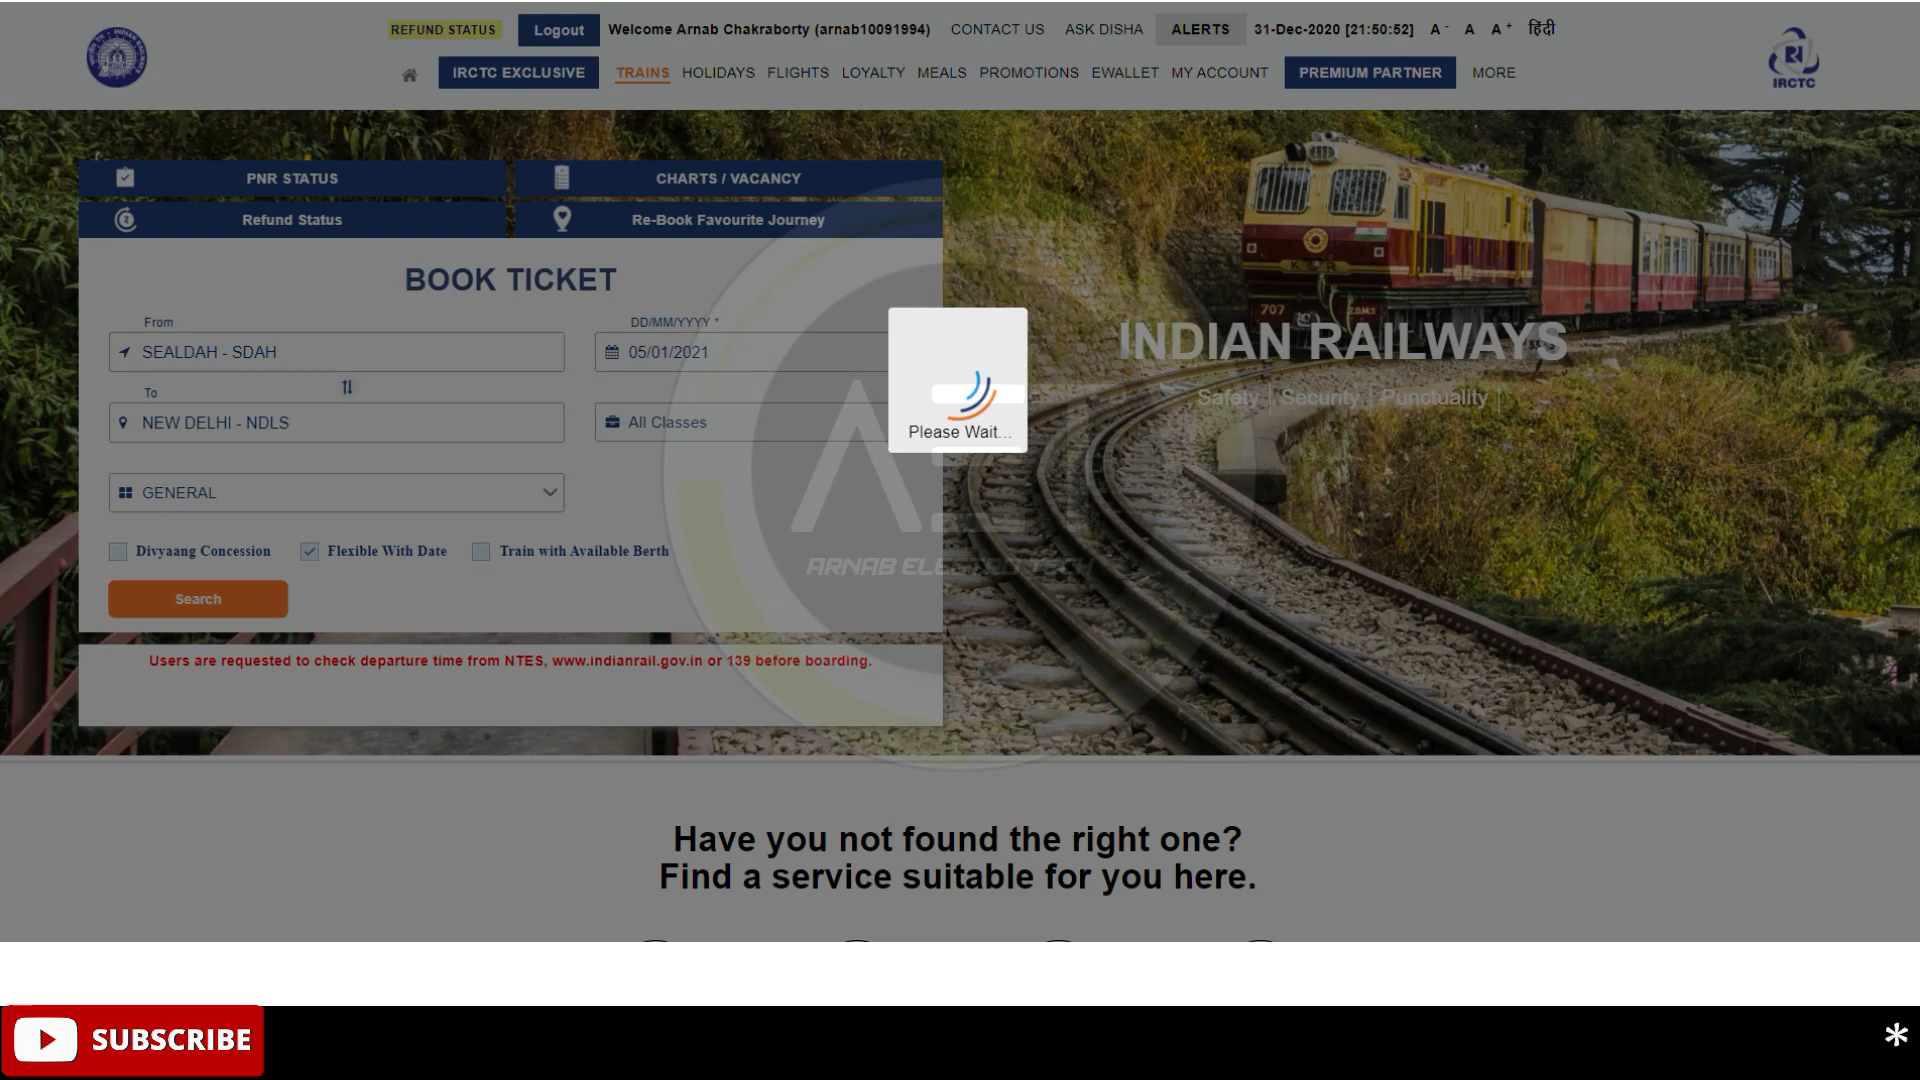 REFUND STATUS Logout Welcome Arnab Chakraborty (arnab10091994) CONTACT US ASK DISHA ALERTS 31-Dec-2020 [21:50:52] A- A A+ हिंदी
IRCTC EXCLUSIVE TRAINS HOLIDAYS FLIGHTS LOYALTY MEALS PROMOTIONS EWALLET MY ACCOUNT PREMIUM PARTNER MORE
IRCTC
PNR STATUS CHARTS / VACANCY
Refund Status Re-Book Favourite Journey
BOOK TICKET
From DD/MM/YYYY *
SEALDAH - SDAH 05/01/2021
To
NEW DELHI - NDLS All Classes
GENERAL
Divyaang Concession Flexible With Date Train with Available Berth
Search
Users are requested to check departure time from NTES, www.indianrail.gov.in or 139 before boarding.
Please Wait...
707
INDIAN RAILWAYS
Safety | Security | Punctuality |
ARNAB ELECTRO TECH
Have you not found the right one?
Find a service suitable for you here.
SUBSCRIBE
*